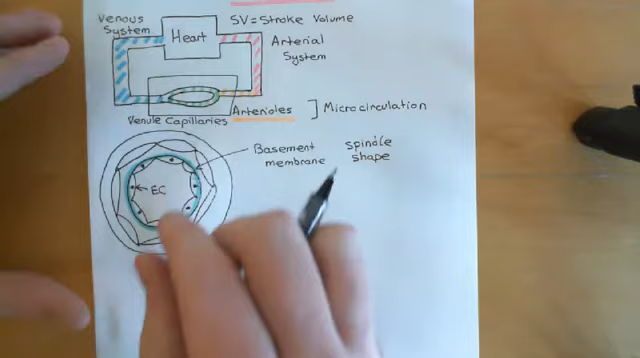 Venous
System
SV = Stroke Volume
Heart
Arterial
System
Arterioles
] Microcirculation
Venule Capillaries
Basement
membrane
spindle
shape
EC